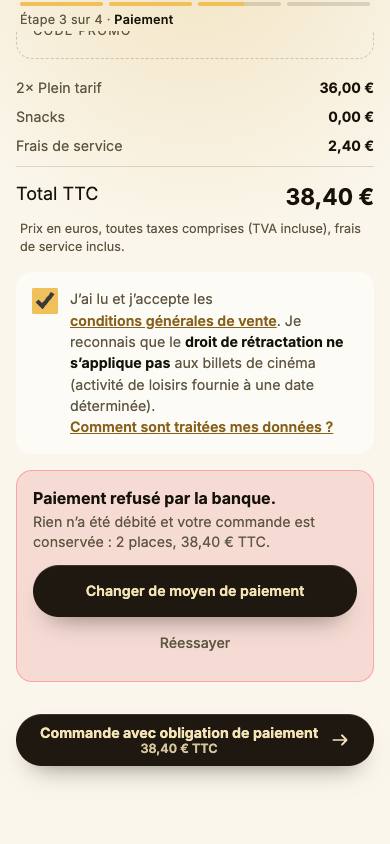 Étape 3 sur 4 · Paiement
CODE PROMO
2× Plein tarif 36,00 €
Snacks 0,00 €
Frais de service 2,40 €
Total TTC 38,40 €
Prix en euros, toutes taxes comprises (TVA incluse), frais
de service inclus.
J’ai lu et j’accepte les
conditions générales de vente. Je
reconnais que le droit de rétractation ne
s’applique pas aux billets de cinéma
(activité de loisirs fournie à une date
déterminée).
Comment sont traitées mes données ?
Paiement refusé par la banque.
Rien n’a été débité et votre commande est
conservée : 2 places, 38,40 € TTC.
Changer de moyen de paiement
Réessayer
Commande avec obligation de paiement
38,40 € TTC